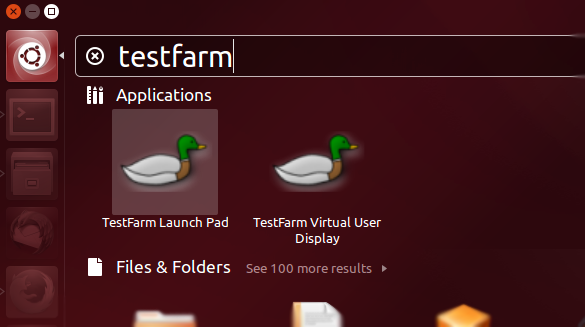 testfarm
Applications
TestFarm Launch Pad
TestFarm Virtual User
Display
Files & Folders See 100 more results